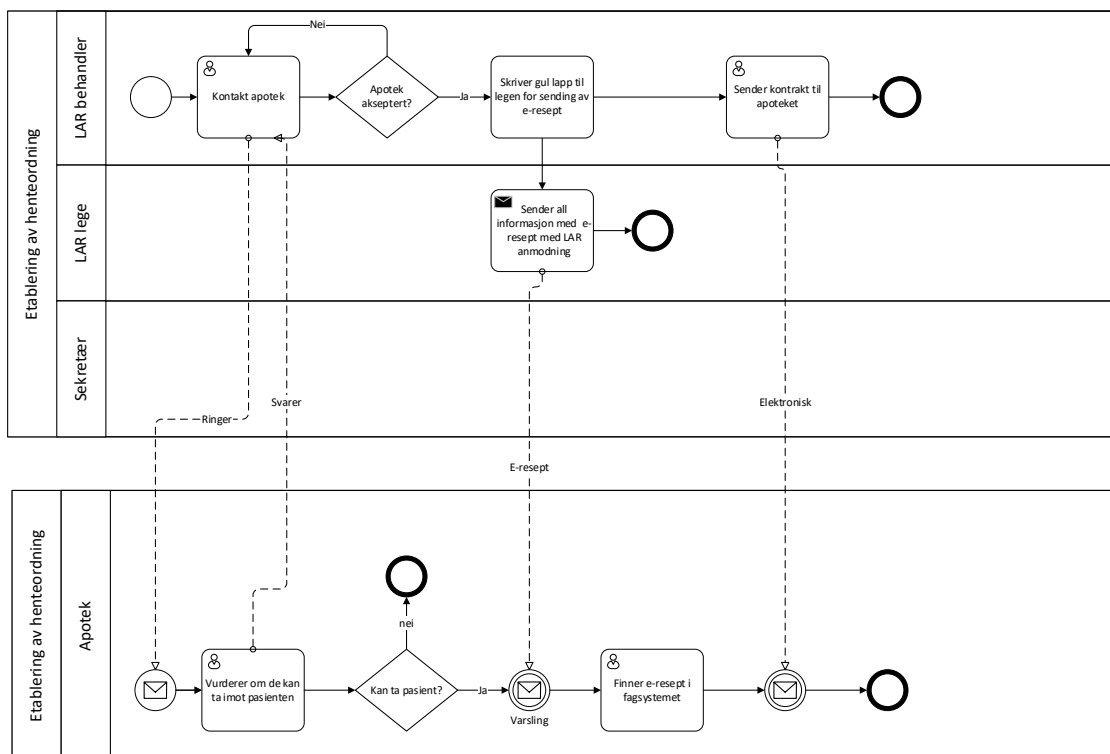 Etablering av henteordning
LAR behandler
Nei
Kontakt apotek
Apotek
akseptert?
Ja
Skriver gul lapp til
legen for sending av
e-resept
Sender kontrakt til
apoteket
LAR lege
Sender all
informasjon med e-
resept med LAR
anmodning
Sekretær
Ringer
Svarer
E-resept
Elektronisk
Etablering av henteordning
Apotek
nei
Vurderer om de kan
ta imot pasienten
Kan ta pasient?
Ja
Varsling
Finner e-resept i
fagsystemet